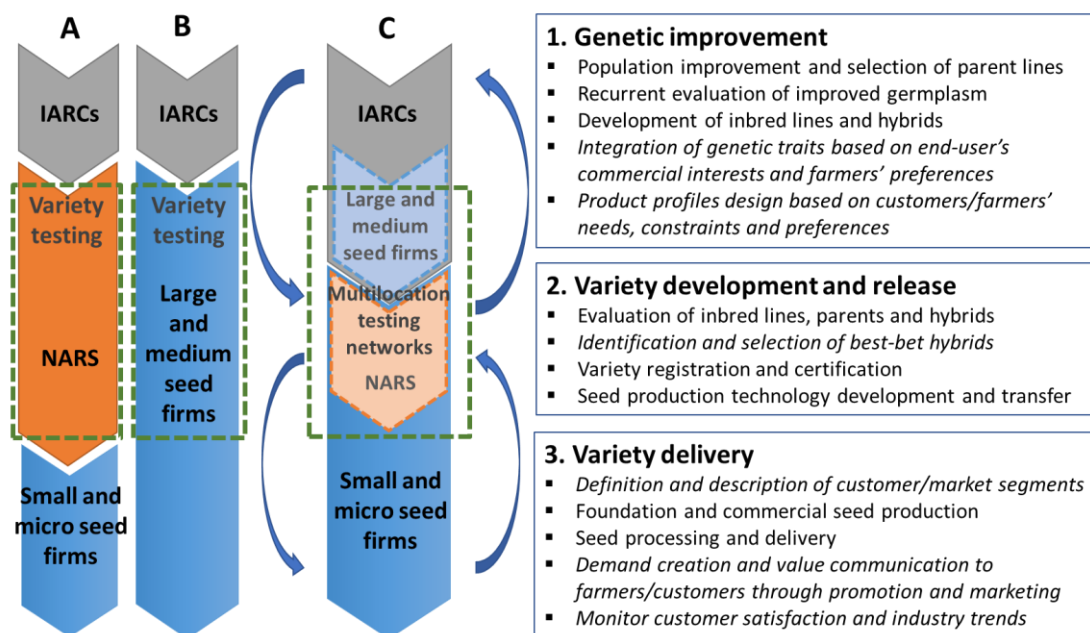 A
B
C
IARCs
IARCs
IARCs
Variety
testing
NARS
Small and
micro seed
firms
Variety
testing
Large
and
medium
seed
firms
Large and
medium
seed firms
Multilocation
testing
networks
NARS
Small and
micro seed
firms
1. Genetic improvement
▪ Population improvement and selection of parent lines
▪ Recurrent evaluation of improved germplasm
▪ Development of inbred lines and hybrids
▪ Integration of genetic traits based on end-user's
commercial interests and farmers' preferences
▪ Product profiles design based on customers/farmers'
needs, constraints and preferences
2. Variety development and release
▪ Evaluation of inbred lines, parents and hybrids
▪ Identification and selection of best-bet hybrids
▪ Variety registration and certification
▪ Seed production technology development and transfer
3. Variety delivery
▪ Definition and description of customer/market segments
▪ Foundation and commercial seed production
▪ Seed processing and delivery
▪ Demand creation and value communication to
farmers/customers through promotion and marketing
▪ Monitor customer satisfaction and industry trends